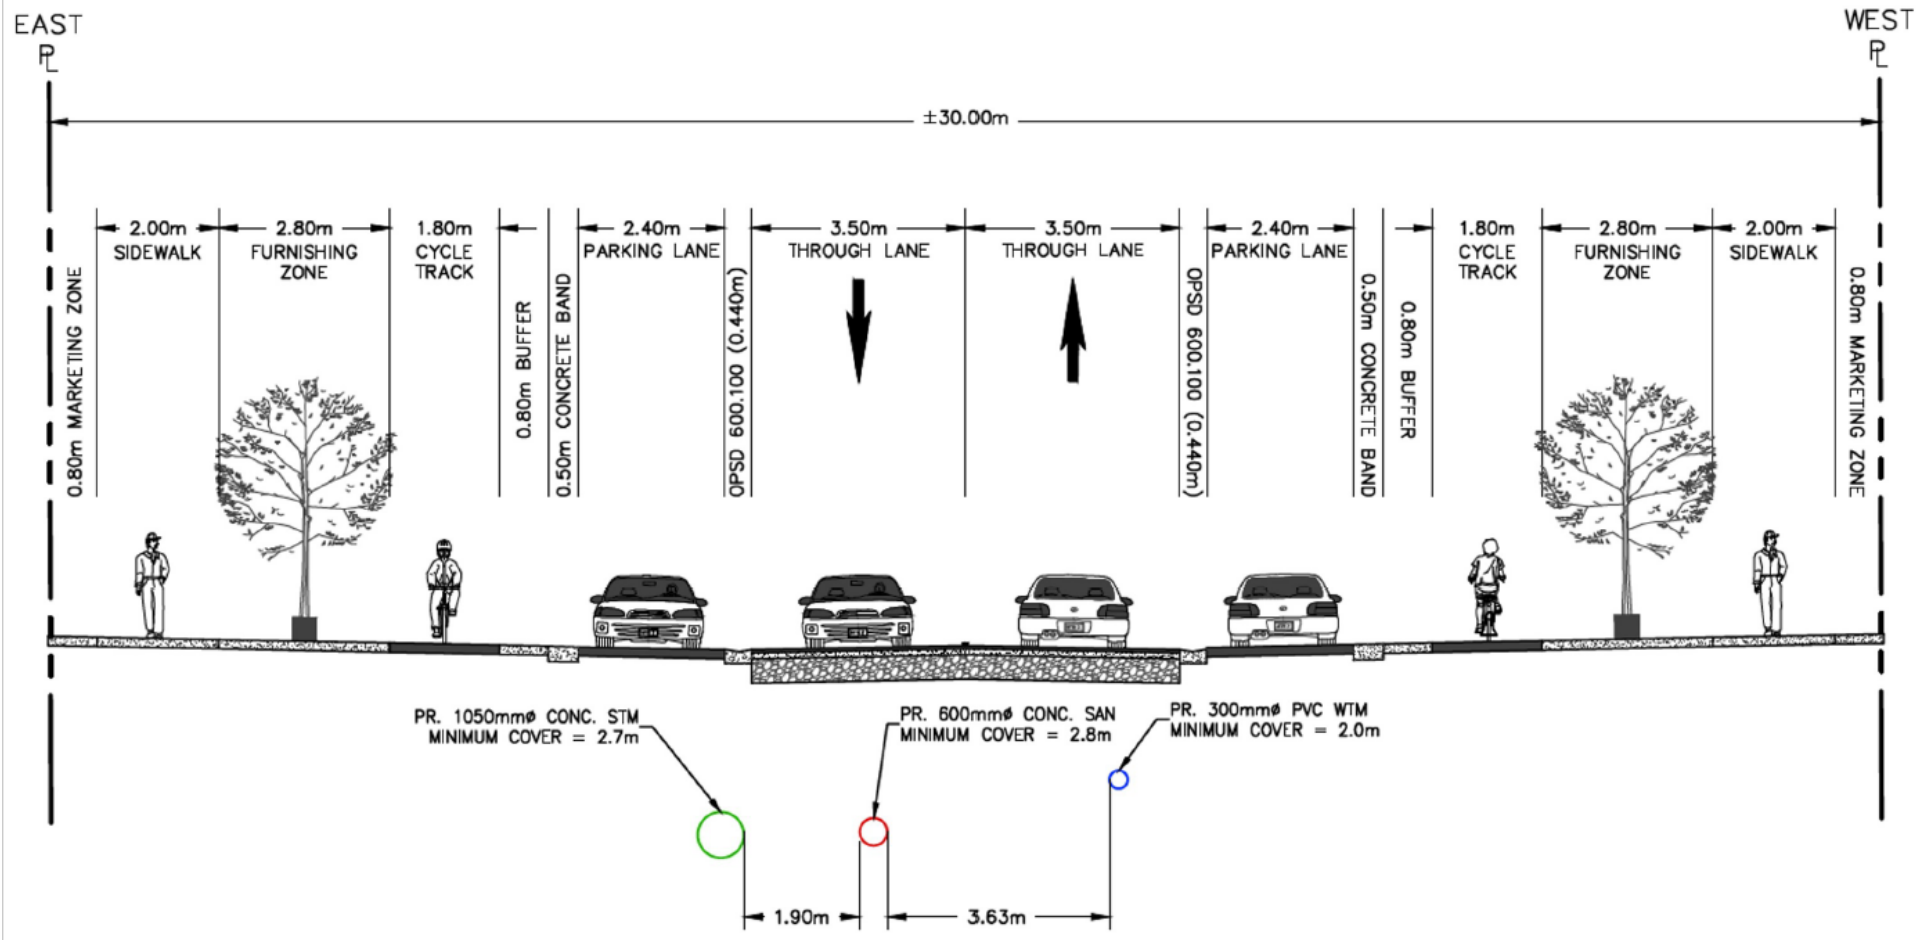 EAST
PL
WEST
PL
±30.00m
2.00m
SIDEWALK
2.80m
FURNISHING
ZONE
1.80m
CYCLE
TRACK
2.40m
PARKING LANE
3.50m
THROUGH LANE
3.50m
THROUGH LANE
2.40m
PARKING LANE
1.80m
CYCLE
TRACK
2.80m
FURNISHING
ZONE
2.00m
SIDEWALK
0.80m MARKETING ZONE
0.80m BUFFER
0.50m CONCRETE BAND
OPSD 600.100 (0.440m)
OPSD 600.100 (0.440m)
0.50m CONCRETE BAND
0.80m BUFFER
0.80m MARKETING ZONE
PR. 1050mmø CONC. STM
MINIMUM COVER = 2.7m
PR. 600mmø CONC. SAN
MINIMUM COVER = 2.8m
PR. 300mmø PVC WTM
MINIMUM COVER = 2.0m
1.90m
3.63m